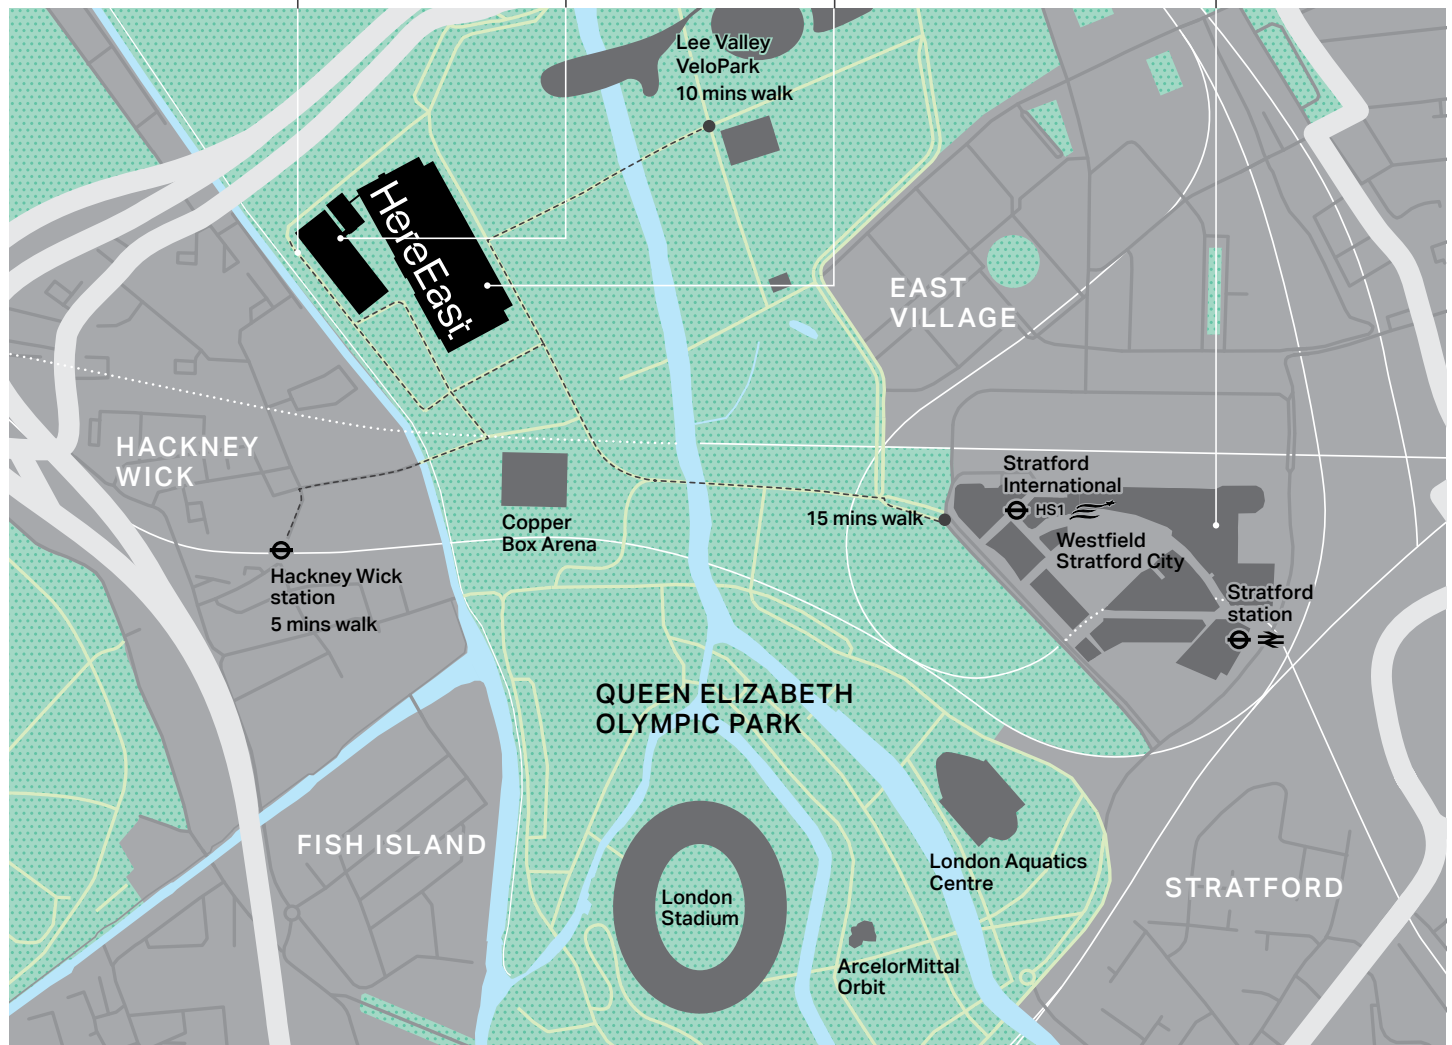 Lee Valley
VeloPark
10 mins walk
HereEast
EAST
VILLAGE
HACKNEY
WICK
Stratford
International
HS1
15 mins walk
Copper
Box Arena
Westfield
Stratford City
Hackney Wick
station
5 mins walk
Stratford
station
QUEEN ELIZABETH
OLYMPIC PARK
FISH ISLAND
London Aquatics
Centre
STRATFORD
London
Stadium
ArcelorMittal
Orbit